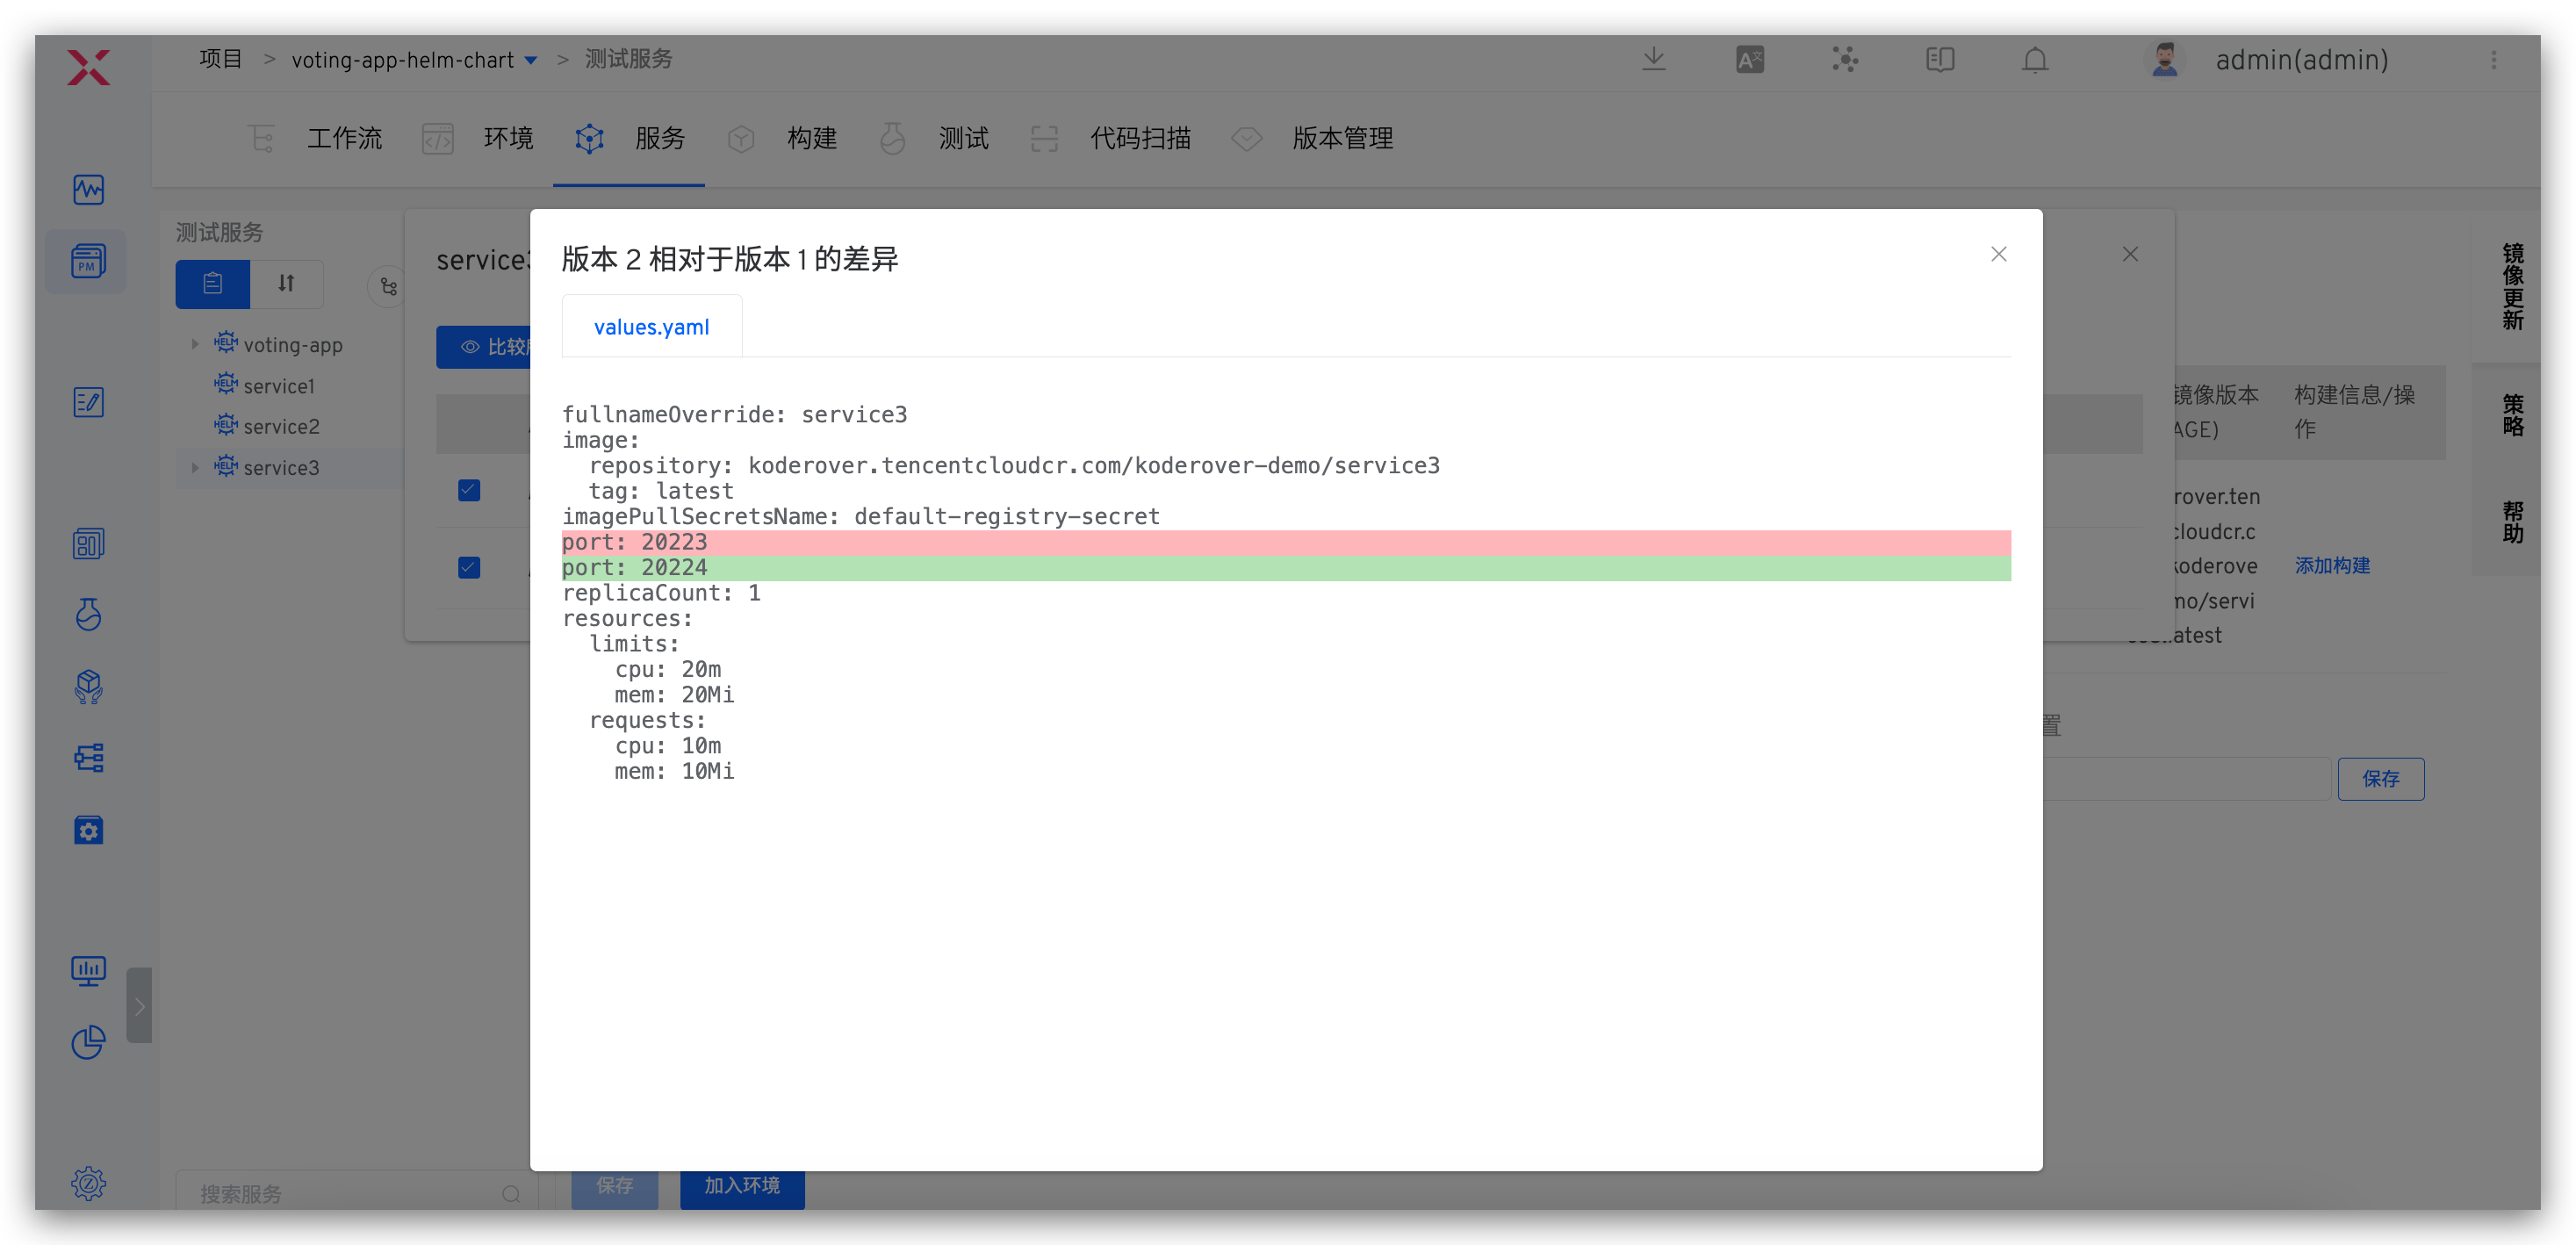 项目 > voting-app-helm-chart > 测试服务
admin(admin)
工作流 环境 服务 构建 测试 代码扫描 版本管理
PM
测试服务
HELM voting-app
HELM service1
HELM service2
HELM service3
搜索服务
service3
比较
版本 2 相对于版本 1 的差异
values.yaml
fullnameOverride: service3
image:
  repository: koderover.tencentcloudcr.com/koderover-demo/service3
  tag: latest
imagePullSecretsName: default-registry-secret
port: 20223
port: 20224
replicaCount: 1
resources:
  limits:
    cpu: 20m
    mem: 20Mi
  requests:
    cpu: 10m
    mem: 10Mi
镜像版本
AGE)
构建信息/操
作
rover.ten
cloudcr.c
koderove
mo/servi
atest
添加构建
置
保存
镜像更新
策略
帮助
保存
加入环境